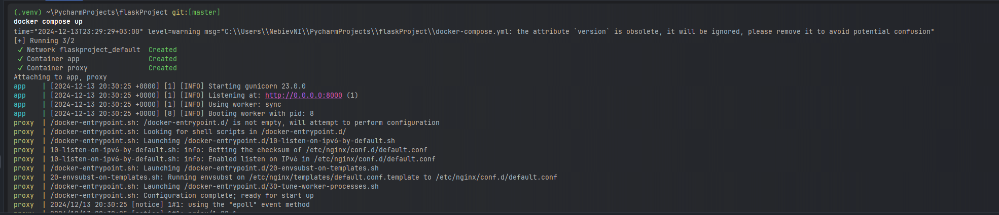 (.venv) ~\PycharmProjects\flaskProject git:[master]
docker compose up
time="2024-12-13T23:29:29+03:00" level=warning msg="C:\\Users\\NebievNI\\PycharmProjects\\flaskProject\\docker-compose.yml: the attribute `version` is obsolete, it will be ignored, please remove it to avoid potential confusion"
[+] Running 3/2
✓ Network flaskproject_default  Created
✓ Container app                 Created
✓ Container proxy               Created
Attaching to app, proxy
app    | [2024-12-13 20:30:25 +0000] [1] [INFO] Starting gunicorn 23.0.0
app    | [2024-12-13 20:30:25 +0000] [1] [INFO] Listening at: http://0.0.0.0:8000 (1)
app    | [2024-12-13 20:30:25 +0000] [1] [INFO] Using worker: sync
app    | [2024-12-13 20:30:25 +0000] [8] [INFO] Booting worker with pid: 8
proxy  | /docker-entrypoint.sh: /docker-entrypoint.d/ is not empty, will attempt to perform configuration
proxy  | /docker-entrypoint.sh: Looking for shell scripts in /docker-entrypoint.d/
proxy  | /docker-entrypoint.sh: Launching /docker-entrypoint.d/10-listen-on-ipv6-by-default.sh
proxy  | 10-listen-on-ipv6-by-default.sh: info: Getting the checksum of /etc/nginx/conf.d/default.conf
proxy  | 10-listen-on-ipv6-by-default.sh: info: Enabled listen on IPv6 in /etc/nginx/conf.d/default.conf
proxy  | /docker-entrypoint.sh: Launching /docker-entrypoint.d/20-envsubst-on-templates.sh
proxy  | 20-envsubst-on-templates.sh: Running envsubst on /etc/nginx/templates/default.conf.template to /etc/nginx/conf.d/default.conf
proxy  | /docker-entrypoint.sh: Launching /docker-entrypoint.d/30-tune-worker-processes.sh
proxy  | /docker-entrypoint.sh: Configuration complete; ready for start up
proxy  | 2024/12/13 20:30:25 [notice] 1#1: using the "epoll" event method